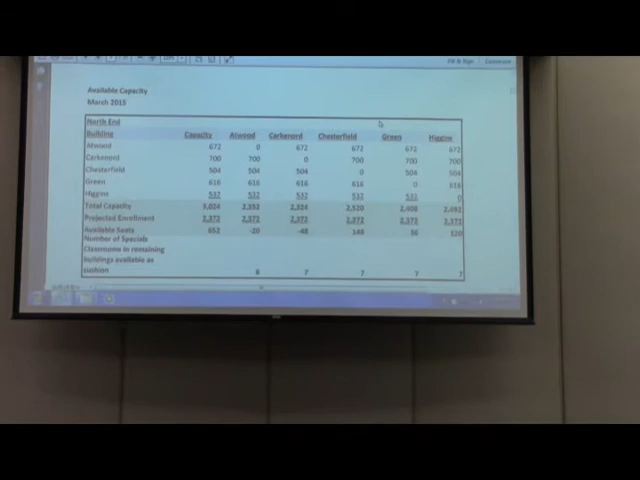 Fill & Sign Comment
Available Capacity
March 2015
North End
Building Capacity Atwood Carkenord Chesterfield Green Higgins
Atwood 672 0 672 672 672 672
Carkenord 700 700 0 700 700 700
Chesterfield 504 504 504 0 504 504
Green 616 616 616 616 0 616
Higgins 532 532 532 532 532 0
Total Capacity 3,024 2,352 2,324 2,520 2,408 2,492
Projected Enrollment 2,372 2,372 2,372 2,372 2,372 2,372
Available Seats 652 -20 -48 148 36 120
Number of Specials
Classrooms in remaining
buildings available as
cushion 6 7 7 7 7